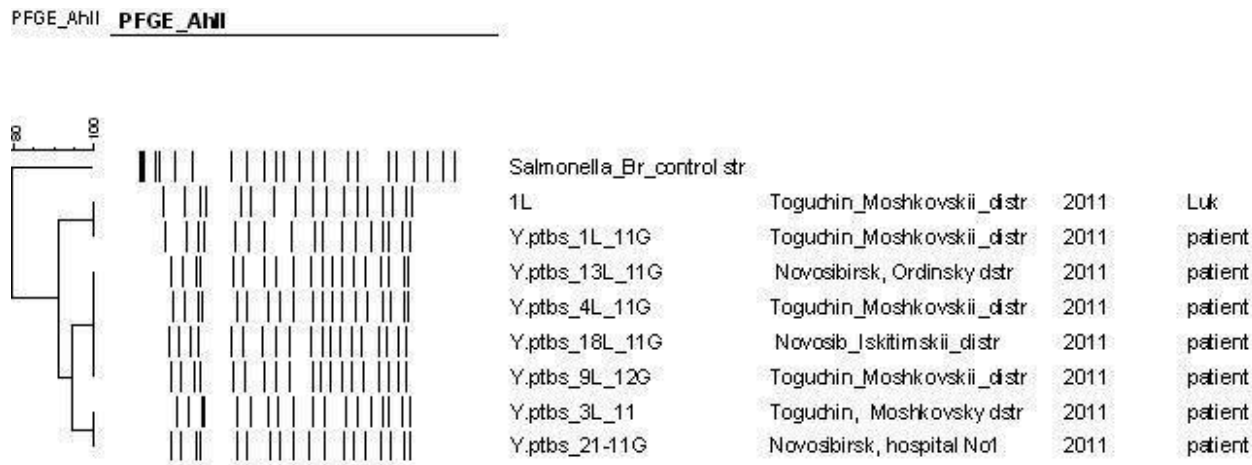 PFGE_AhII PFGE_AhII
80 100
Salmonella_Br_control str
1L Toguchin_Moshkovskii_distr 2011 Luk
Y.ptbs_1L_11G Toguchin_Moshkovskii_distr 2011 patient
Y.ptbs_13L_11G Novosibirsk, Ordinsky dstr 2011 patient
Y.ptbs_4L_11G Toguchin_Moshkovskii_distr 2011 patient
Y.ptbs_18L_11G Novosib_Iskitimskii_distr 2011 patient
Y.ptbs_9L_12G Toguchin_Moshkovskii_distr 2011 patient
Y.ptbs_3L_11 Toguchin, Moshkovsky dstr 2011 patient
Y.ptbs_21-11G Novosibirsk, hospital No1 2011 patient